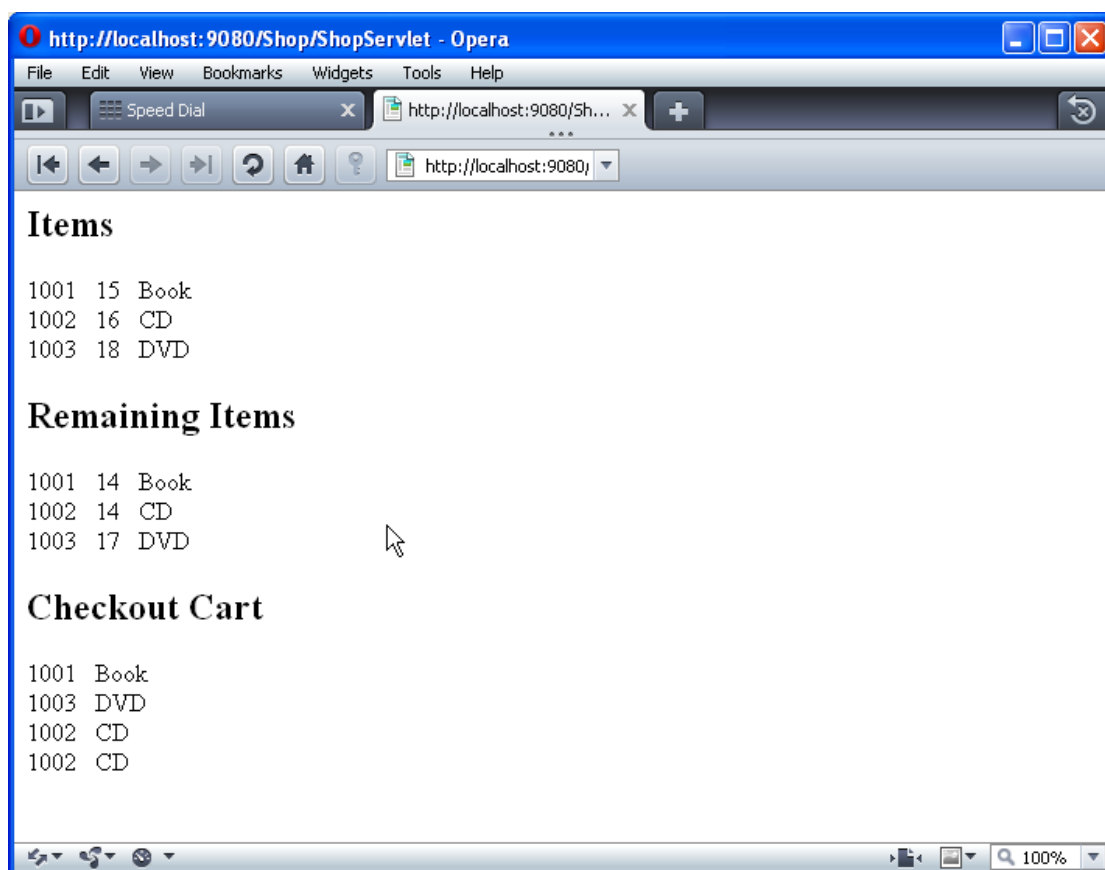 http://localhost:9080/Shop/ShopServlet - Opera
File Edit View Bookmarks Widgets Tools Help
Speed Dial http://localhost:9080/Sh...
http://localhost:9080/
Items
1001 15 Book
1002 16 CD
1003 18 DVD
Remaining Items
1001 14 Book
1002 14 CD
1003 17 DVD
Checkout Cart
1001 Book
1003 DVD
1002 CD
1002 CD
100%